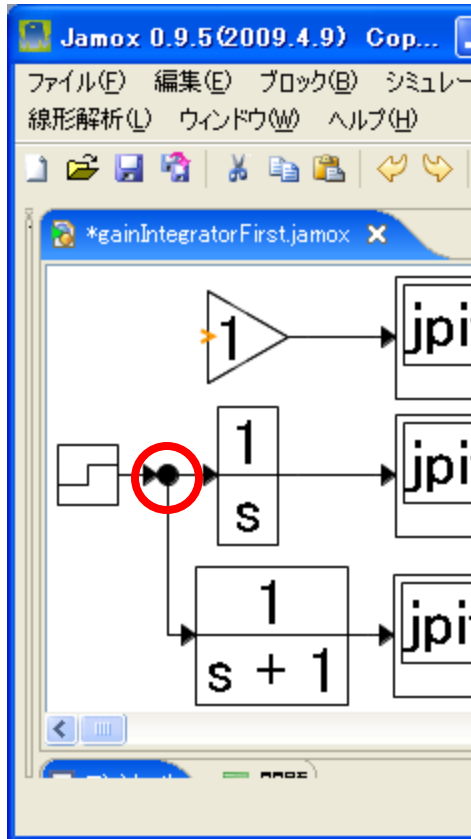 Jamox 0.9.5(2009.4.9) Cop...
ファイル(F) 編集(E) ブロック(B) シミュレー
線形解析(L) ウィンドウ(W) ヘルプ(H)
*gainIntegratorFirst.jamox
1
jpi
1
s
jpi
1
s + 1
jpi